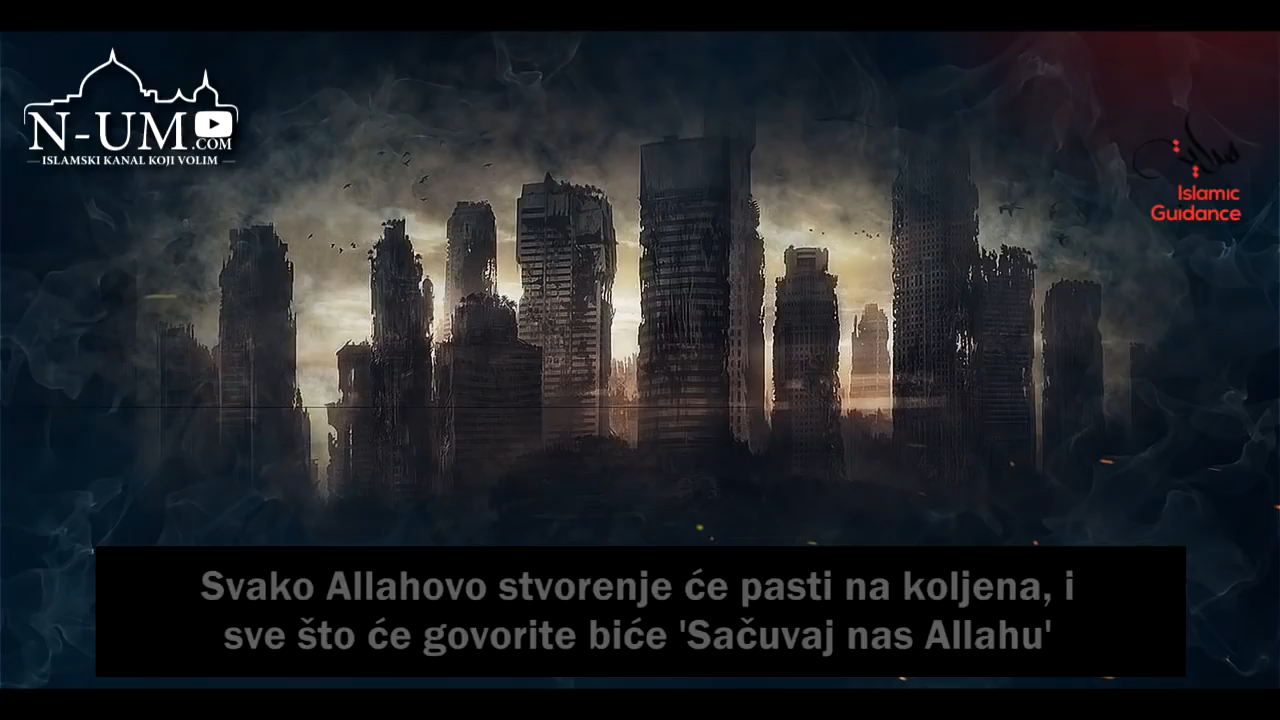 N-UM.COM
ISLAMSKI KANAL KOJI VOLIM
Islamic
Guidance
Svako Allahovo stvorenje će pasti na koljena, i
sve što će govorite biće 'Sačuvaj nas Allahu'